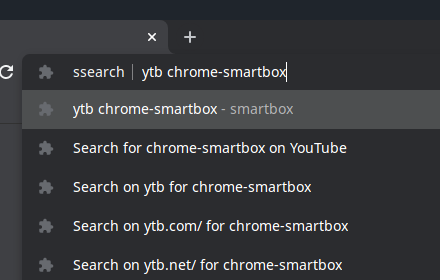 ssearch | ytb chrome-smartbox
ytb chrome-smartbox - smartbox
Search for chrome-smartbox on YouTube
Search on ytb for chrome-smartbox
Search on ytb.com/ for chrome-smartbox
Search on ytb.net/ for chrome-smartbox